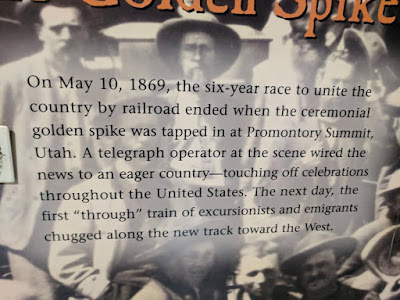 Golden Spike
On May 10, 1869, the six-year race to unite the
country by railroad ended when the ceremonial
golden spike was tapped in at Promontory Summit,
Utah. A telegraph operator at the scene wired the
news to an eager country—touching off celebrations
throughout the United States. The next day, the
first “through” train of excursionists and emigrants
chugged along the new track toward the West.